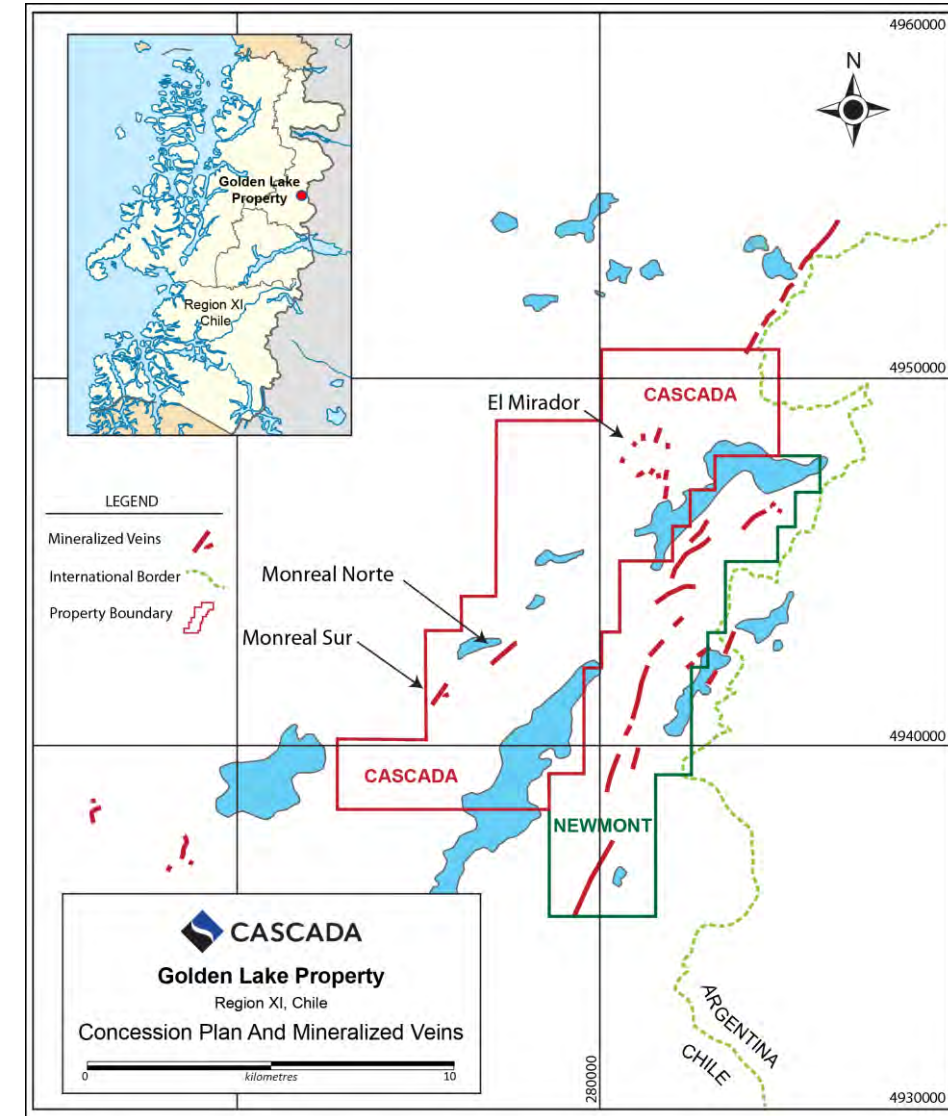 4960000
N
Golden Lake
Property
Region XI
Chile
4950000
CASCADA
El Mirador
LEGEND
Mineralized Veins
International Border
Property Boundary
Monreal Norte
Monreal Sur
4940000
CASCADA
NEWMONT
CASCADA
Golden Lake Property
Region XI, Chile
Concession Plan And Mineralized Veins
0 kilometres 10
280000
ARGENTINA
CHILE
4930000